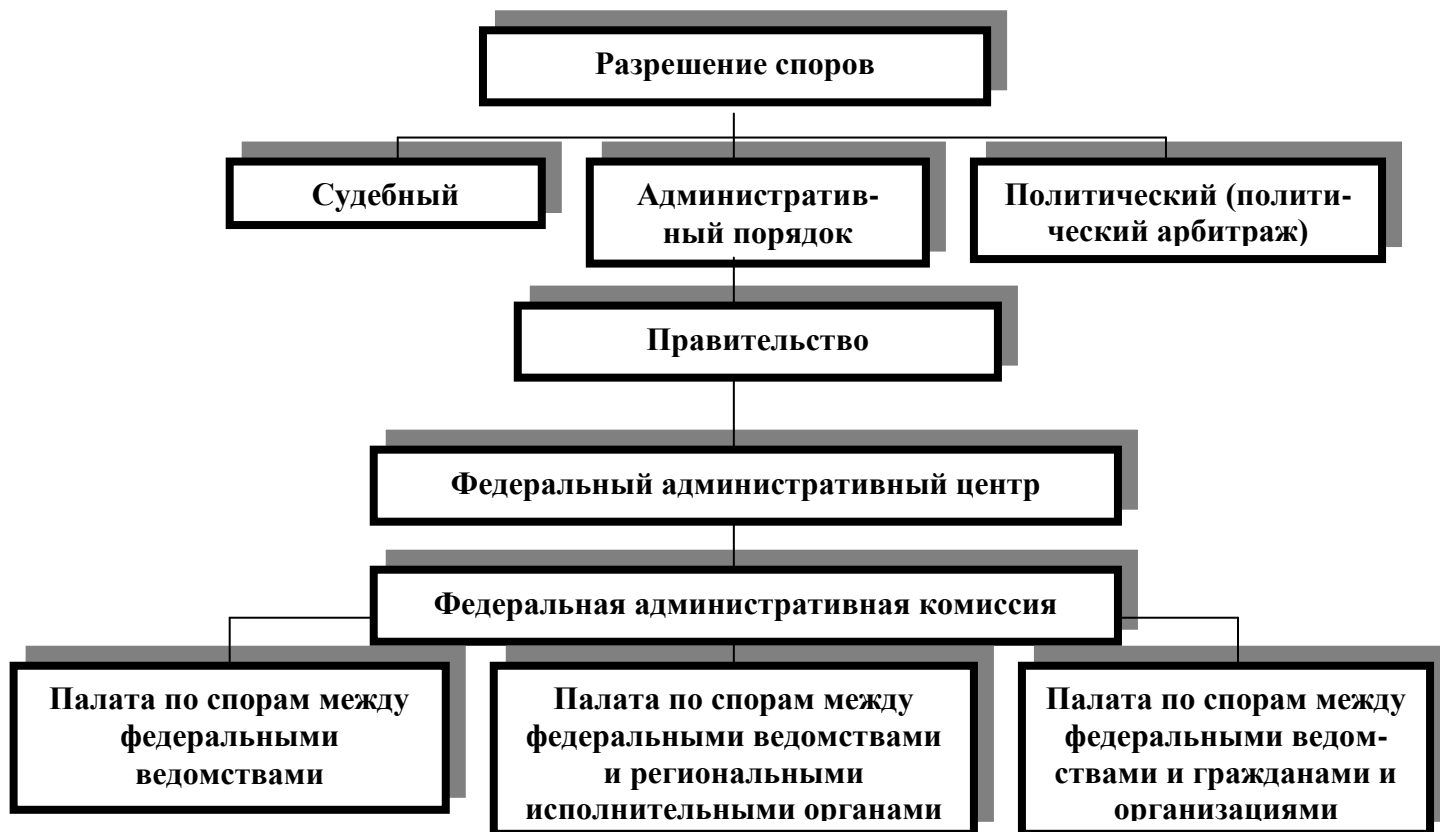 Разрешение споров
Судебный
Административ-
ный порядок
Политический (полити-
ческий арбитраж)
Правительство
Федеральный административный центр
Федеральная административная комиссия
Палата по спорам между
федеральными
ведомствами
Палата по спорам между
федеральными ведомствами
и региональными
исполнительными органами
Палата по спорам между
федеральными ведом-
ствами и гражданами и
организациями